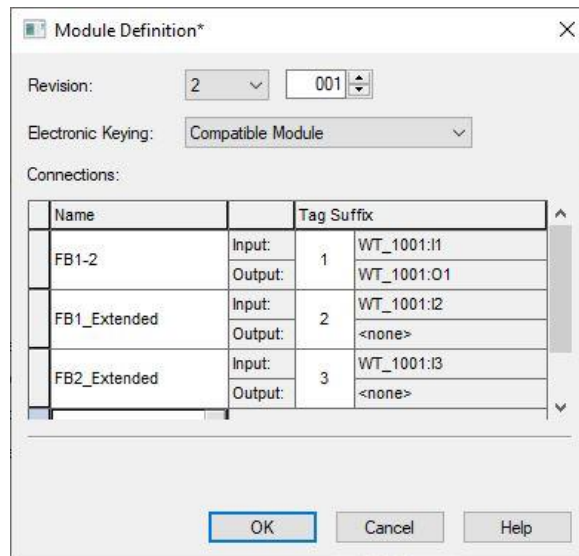 Module Definition*
Revision: 2 001
Electronic Keying: Compatible Module
Connections:
Name Tag Suffix
FB1-2 Input: 1 WT_1001:I1
Output: WT_1001:O1
FB1_Extended Input: 2 WT_1001:I2
Output: <none>
FB2_Extended Input: 3 WT_1001:I3
Output: <none>
OK Cancel Help